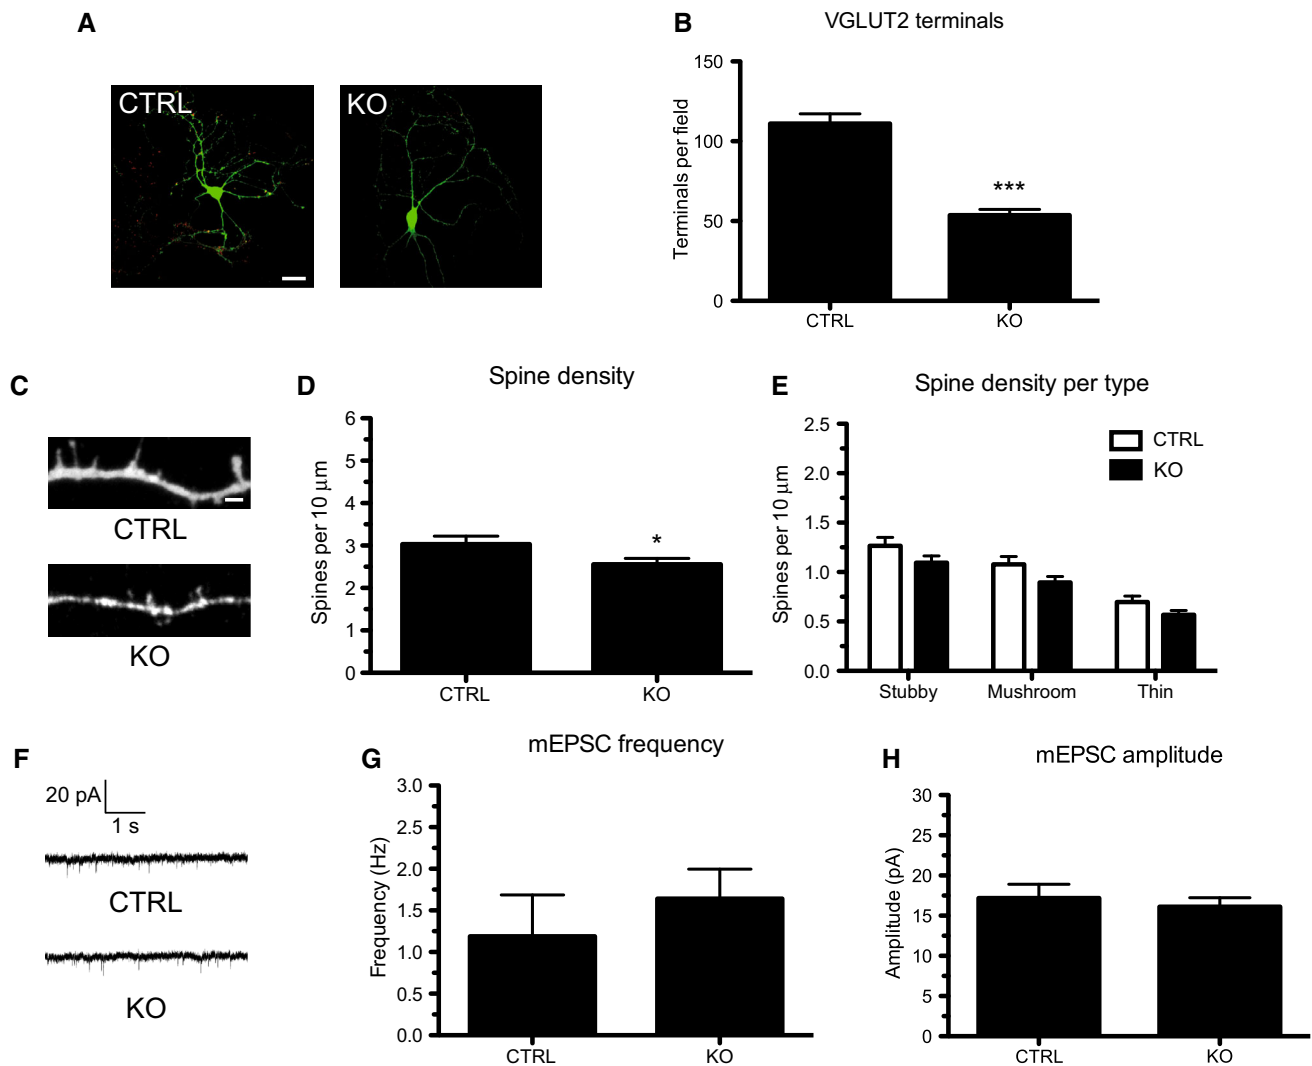 A
CTRL
KO
B
VGLUT2 terminals
Terminals per field
150
100
50
0
***
CTRL
KO
C
CTRL
KO
D
Spine density
Spines per 10 μm
6
5
4
3
2
1
0
*
CTRL
KO
E
Spine density per type
Spines per 10 μm
2.5
2.0
1.5
1.0
0.5
0.0
CTRL
KO
Stubby
Mushroom
Thin
F
20 pA
1 s
CTRL
KO
G
mEPSC frequency
Frequency (Hz)
3.0
2.5
2.0
1.5
1.0
0.5
0.0
CTRL
KO
H
mEPSC amplitude
Amplitude (pA)
30
25
20
15
10
5
0
CTRL
KO